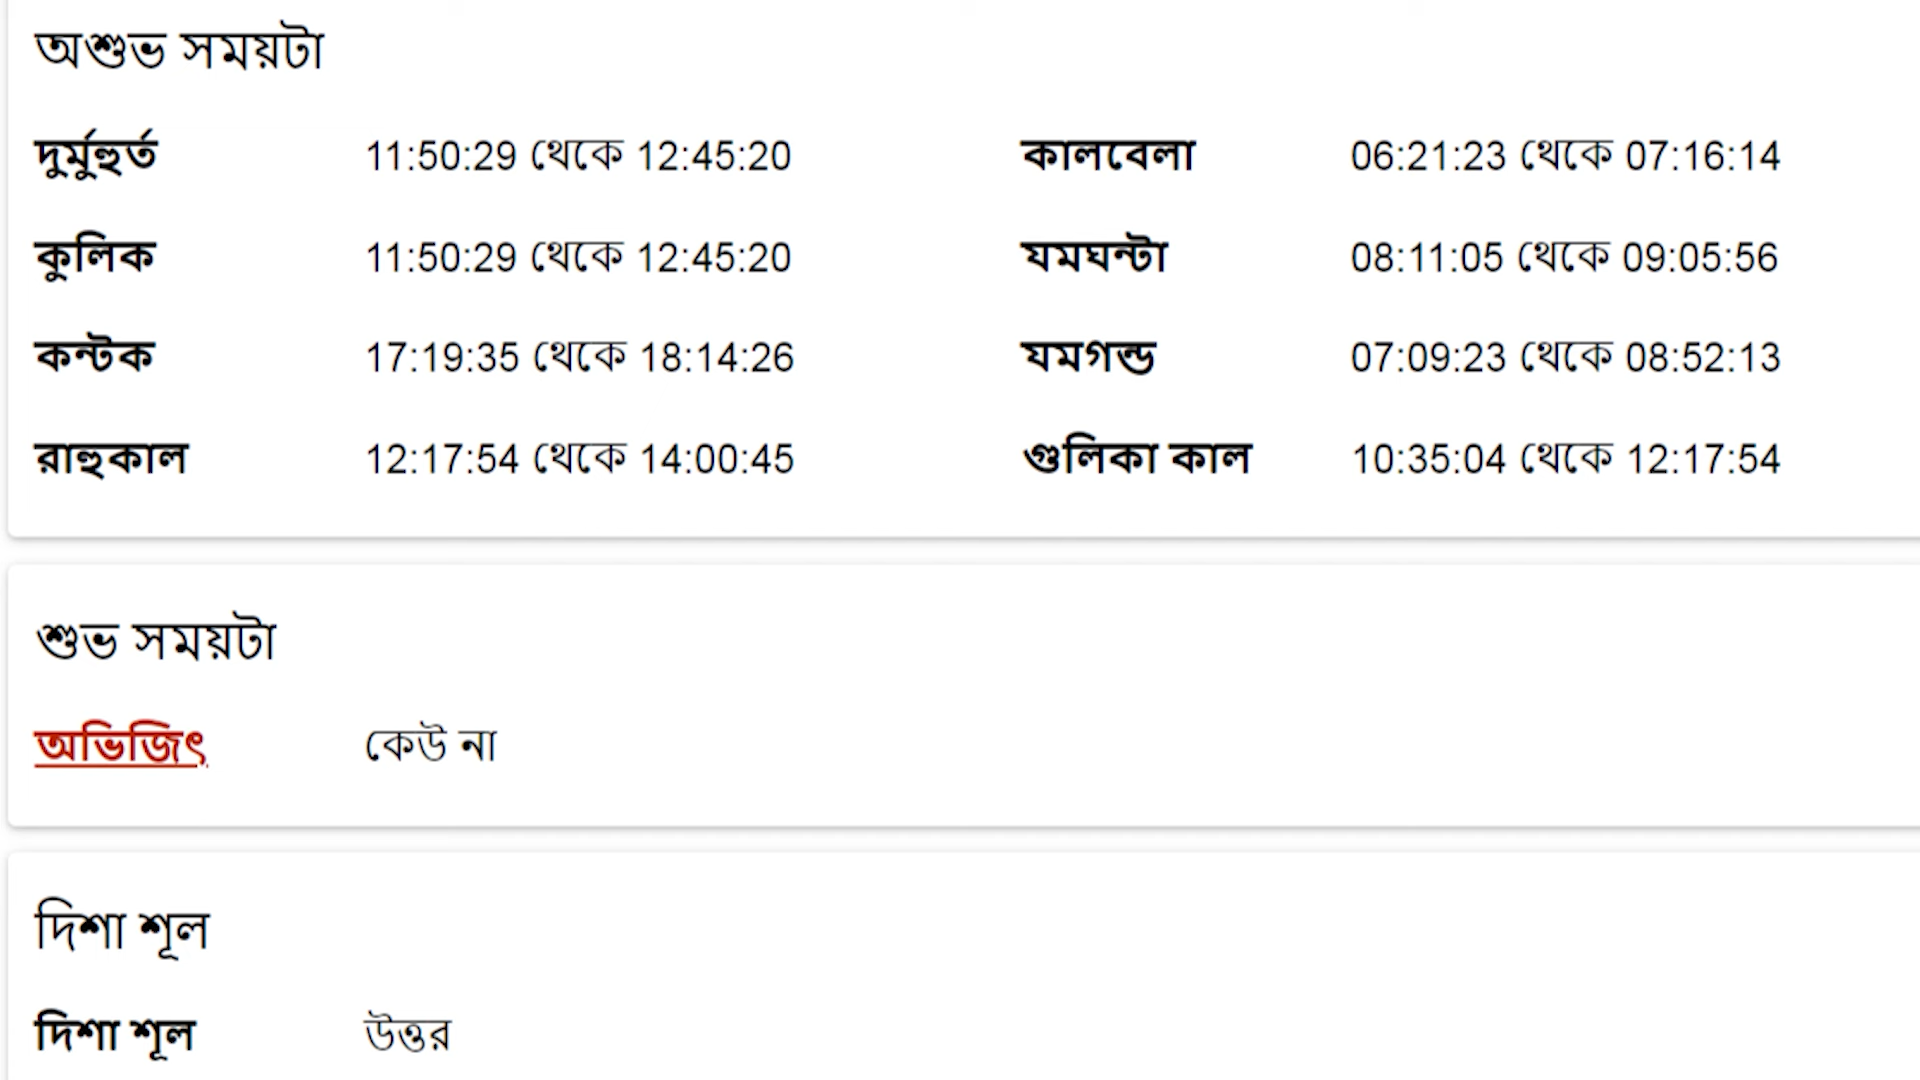 অশুভ সময়টা
দুর্মুহুর্ত 11:50:29 থেকে 12:45:20 কালবেলা 06:21:23 থেকে 07:16:14
কুলিক 11:50:29 থেকে 12:45:20 যমঘন্টা 08:11:05 থেকে 09:05:56
কন্টক 17:19:35 থেকে 18:14:26 যমগন্ড 07:09:23 থেকে 08:52:13
রাহুকাল 12:17:54 থেকে 14:00:45 গুলিকা কাল 10:35:04 থেকে 12:17:54
শুভ সময়টা
অভিজিৎ কেউ না
দিশা শূল
দিশা শূল উত্তর